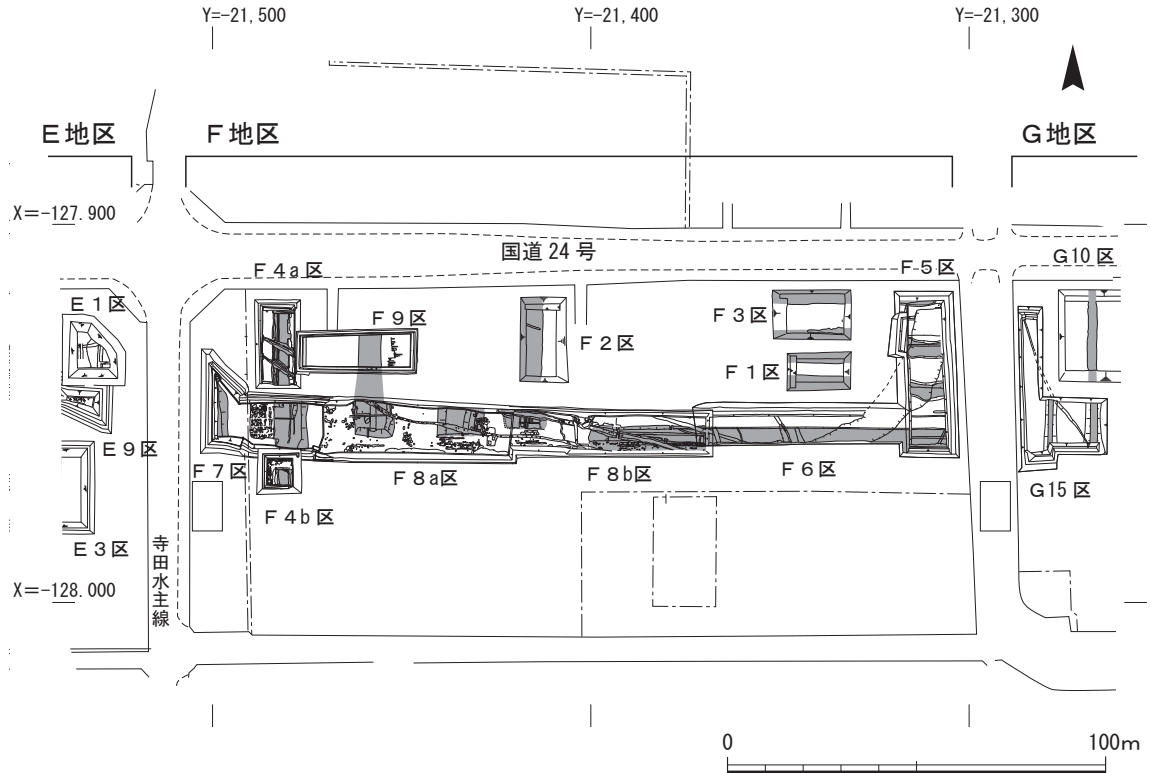 Y=-21,500
Y=-21,400
Y=-21,300
E地区
F地区
G地区
X=-127.900
国道24号
F4a区
F5区
G10区
E1区
F9区
F3区
F2区
F1区
E9区
F7区
F8a区
F8b区
F6区
G15区
F4b区
E3区
寺田水主線
X=-128.000
0
100m